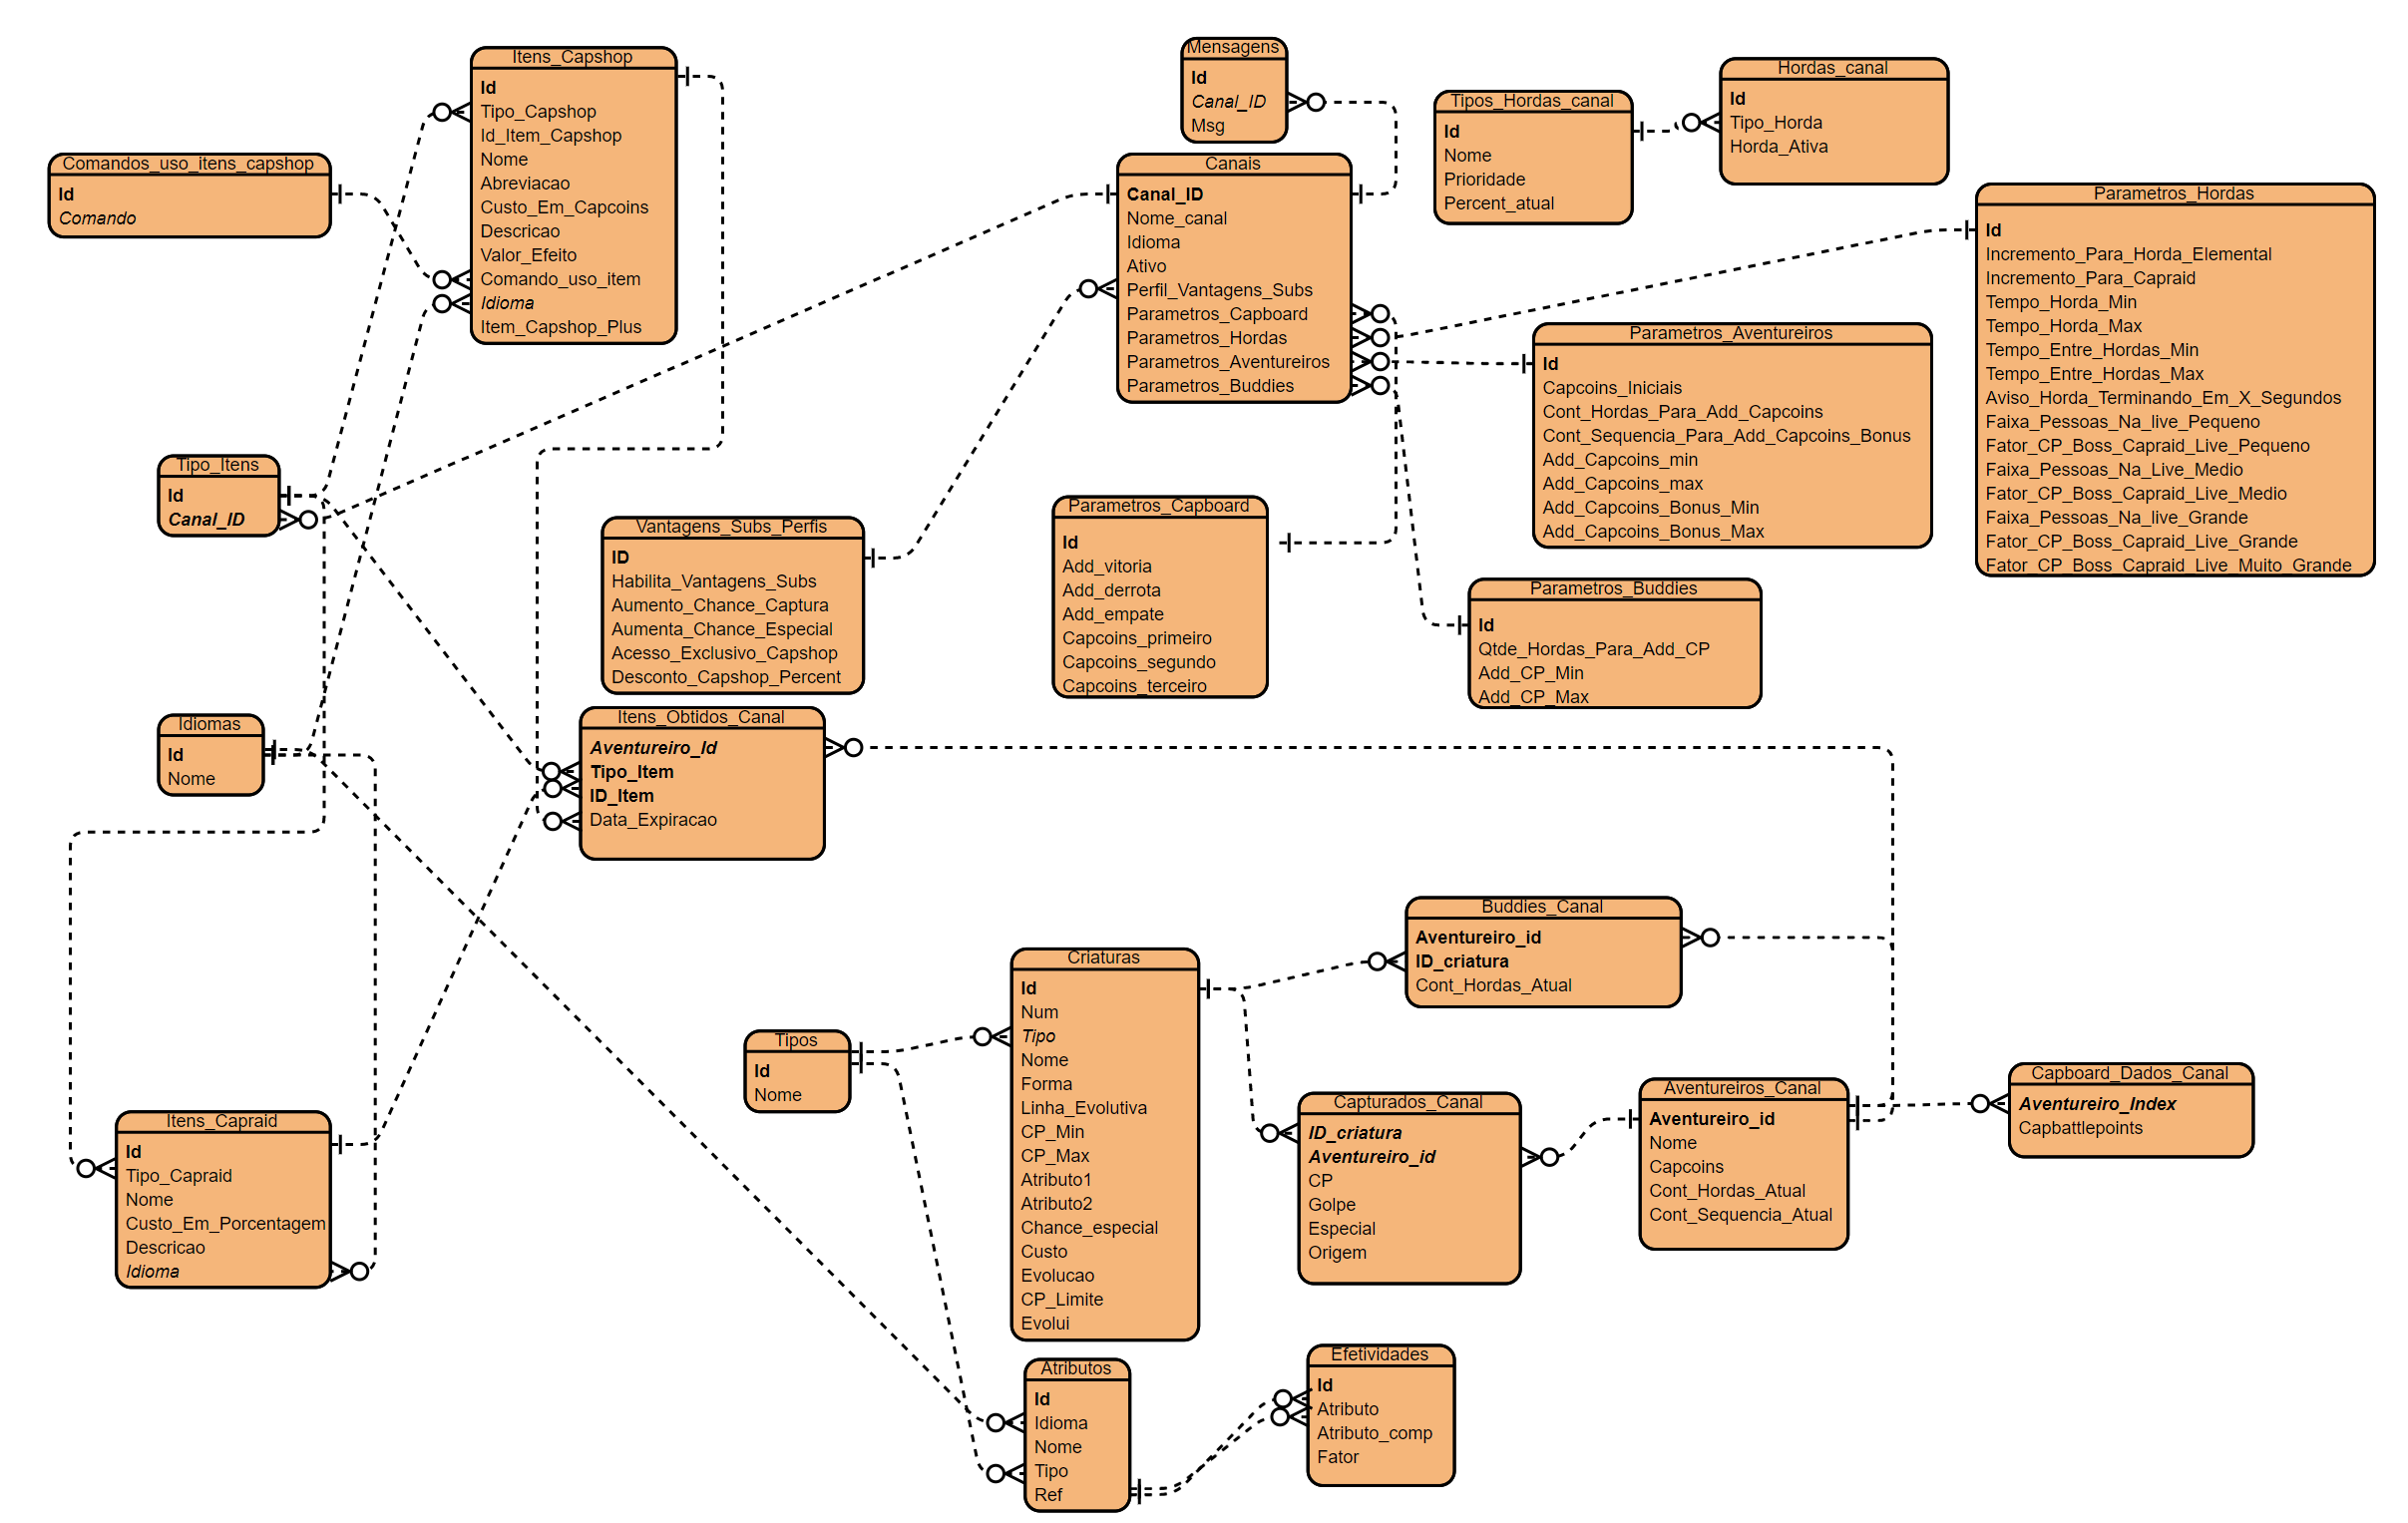 Itens_Capshop
Id
Tipo_Capshop
Id_Item_Capshop
Nome
Abreviacao
Custo_Em_Capcoins
Descricao
Valor_Efeito
Comando_uso_item
Idioma
Item_Capshop_Plus
Mensagens
Id
Canal_ID
Msg
Tipos_Hordas_canal
Id
Nome
Prioridade
Percent_atual
Hordas_canal
Id
Tipo_Horda
Horda_Ativa
Comandos_uso_itens_capshop
Id
Comando
Canais
Canal_ID
Nome_canal
Idioma
Ativo
Perfil_Vantagens_Subs
Parametros_Capboard
Parametros_Hordas
Parametros_Aventureiros
Parametros_Buddies
Parametros_Hordas
Id
Incremento_Para_Horda_Elemental
Incremento_Para_Capraid
Tempo_Horda_Min
Tempo_Horda_Max
Tempo_Entre_Hordas_Min
Tempo_Entre_Hordas_Max
Aviso_Horda_Terminando_Em_X_Segundos
Faixa_Pessoas_Na_live_Pequeno
Fator_CP_Boss_Capraid_Live_Pequeno
Faixa_Pessoas_Na_Live_Medio
Fator_CP_Boss_Capraid_Live_Medio
Faixa_Pessoas_Na_live_Grande
Fator_CP_Boss_Capraid_Live_Grande
Fator_CP_Boss_Capraid_Live_Muito_Grande
Parametros_Aventureiros
Id
Capcoins_Iniciais
Cont_Hordas_Para_Add_Capcoins
Cont_Sequencia_Para_Add_Capcoins_Bonus
Add_Capcoins_min
Add_Capcoins_max
Add_Capcoins_Bonus_Min
Add_Capcoins_Bonus_Max
Tipo_Itens
Id
Canal_ID
Vantagens_Subs_Perfis
ID
Habilita_Vantagens_Subs
Aumento_Chance_Captura
Aumenta_Chance_Especial
Acesso_Exclusivo_Capshop
Desconto_Capshop_Percent
Parametros_Capboard
Id
Add_vitoria
Add_derrota
Add_empate
Capcoins_primeiro
Capcoins_segundo
Capcoins_terceiro
Parametros_Buddies
Id
Qtde_Hordas_Para_Add_CP
Add_CP_Min
Add_CP_Max
Idiomas
Id
Nome
Itens_Obtidos_Canal
Aventureiro_Id
Tipo_Item
ID_Item
Data_Expiracao
Buddies_Canal
Aventureiro_id
ID_criatura
Cont_Hordas_Atual
Criaturas
Id
Num
Tipo
Nome
Forma
Linha_Evolutiva
CP_Min
CP_Max
Atributo1
Atributo2
Chance_especial
Custo
Evolucao
CP_Limite
Evolui
Tipos
Id
Nome
Capturados_Canal
ID_criatura
Aventureiro_id
CP
Golpe
Especial
Origem
Aventureiros_Canal
Aventureiro_id
Nome
Capcoins
Cont_Hordas_Atual
Cont_Sequencia_Atual
Capboard_Dados_Canal
Aventureiro_Index
Capbattlepoints
Itens_Capraid
Id
Tipo_Capraid
Nome
Custo_Em_Porcentagem
Descricao
Idioma
Atributos
Id
Idioma
Nome
Tipo
Ref
Efetividades
Id
Atributo
Atributo_comp
Fator